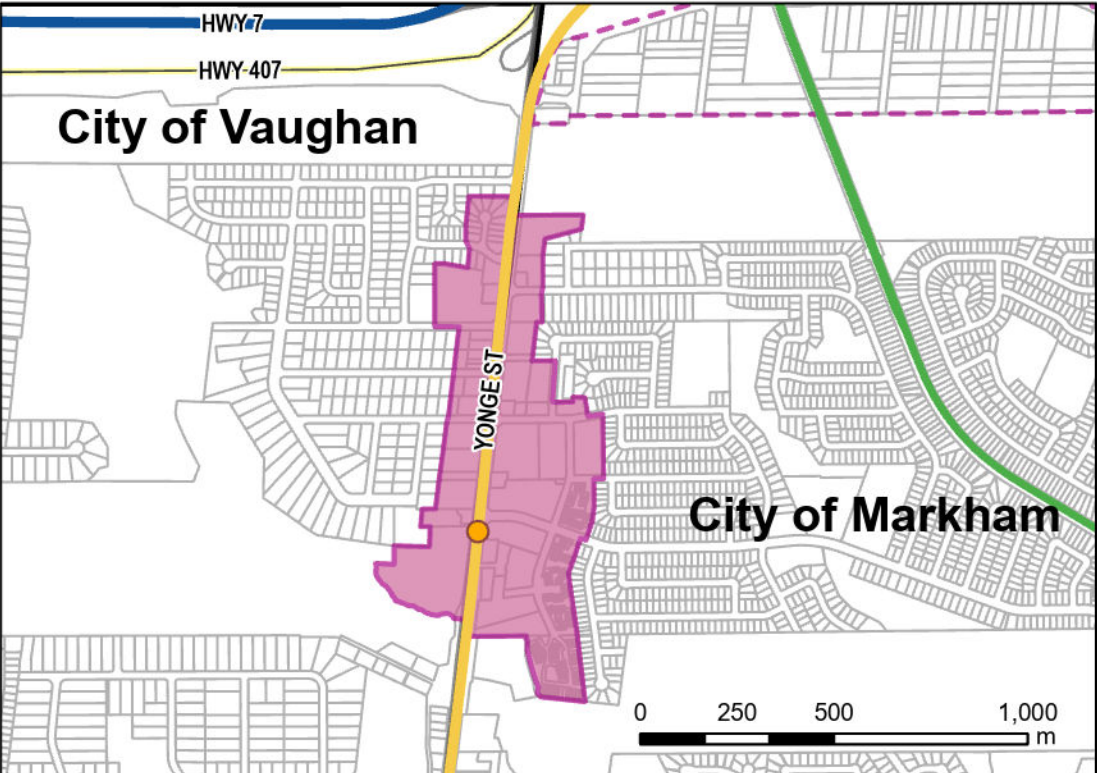 HWY 7
HWY 407
City of Vaughan
YONGE ST
City of Markham
0 250 500 1,000
m